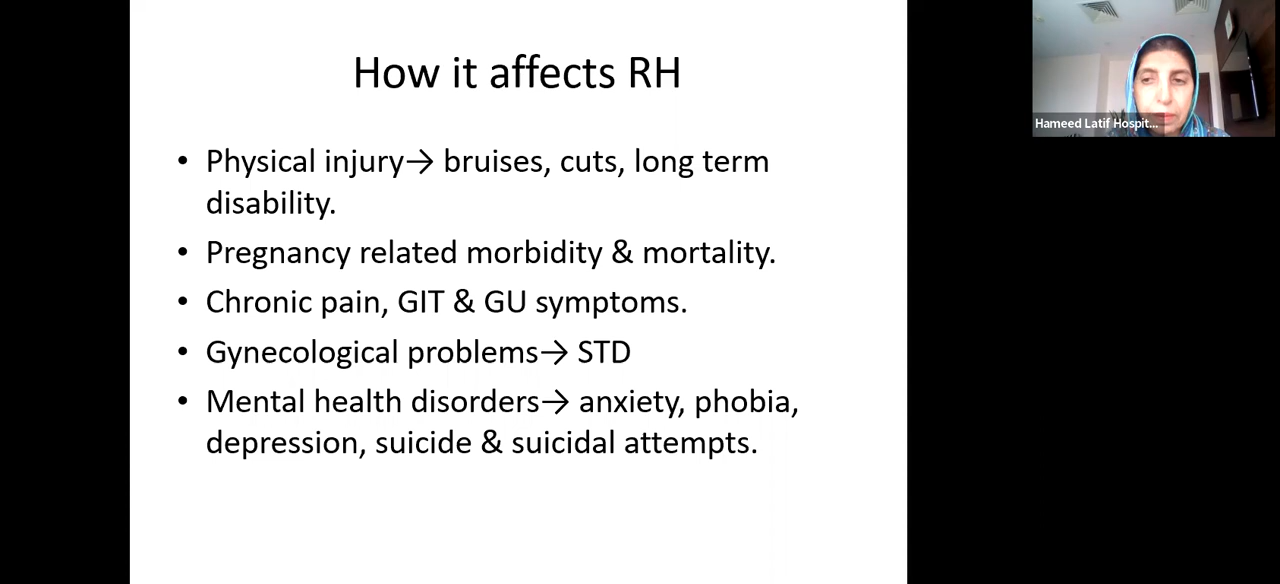 How it affects RH
• Physical injury→ bruises, cuts, long term
disability.
• Pregnancy related morbidity & mortality.
• Chronic pain, GIT & GU symptoms.
• Gynecological problems→ STD
• Mental health disorders→ anxiety, phobia,
depression, suicide & suicidal attempts.
Hameed Latif Hospit...